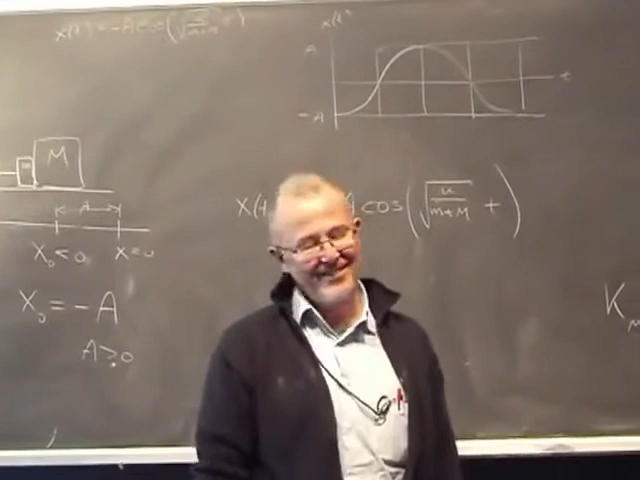 x(t) = -A cos(√
x(t)
A
t
-A
M
m
A
X₀ < 0 x = 0
X(t cos(√(k/(m+M)) t)
X₀ = -A
A ≥ 0
K